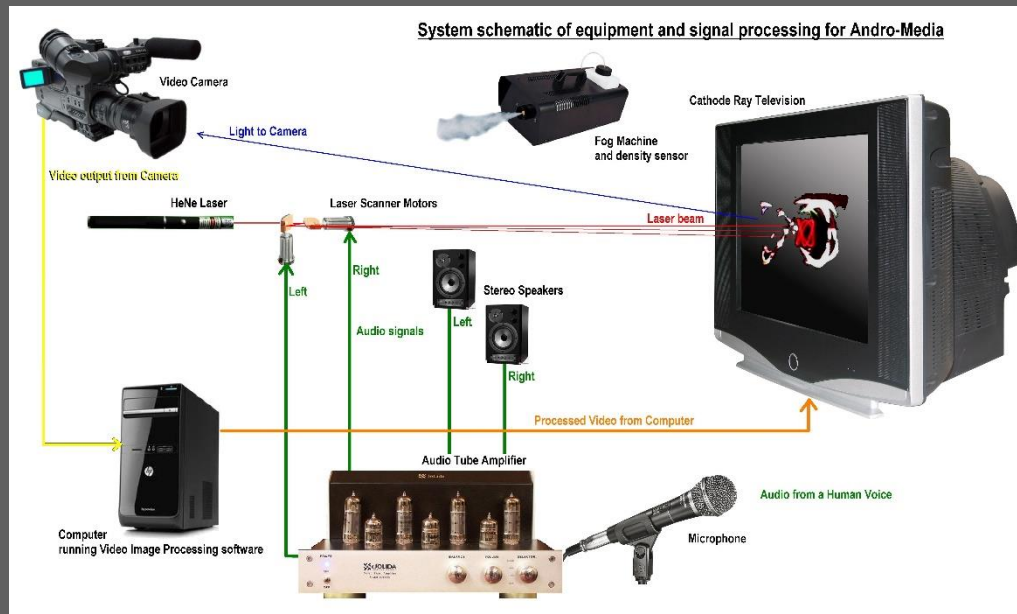 System schematic of equipment and signal processing for Andro-Media
Video Camera
Cathode Ray Television
Fog Machine
and density sensor
Light to Camera
Video output from Camera
HeNe Laser
Laser Scanner Motors
Laser beam
Right
Left
Stereo Speakers
Audio signals
Left
Right
Processed Video from Computer
Audio Tube Amplifier
Audio from a Human Voice
Microphone
Computer
running Video Image Processing software
hp
JOLIDA